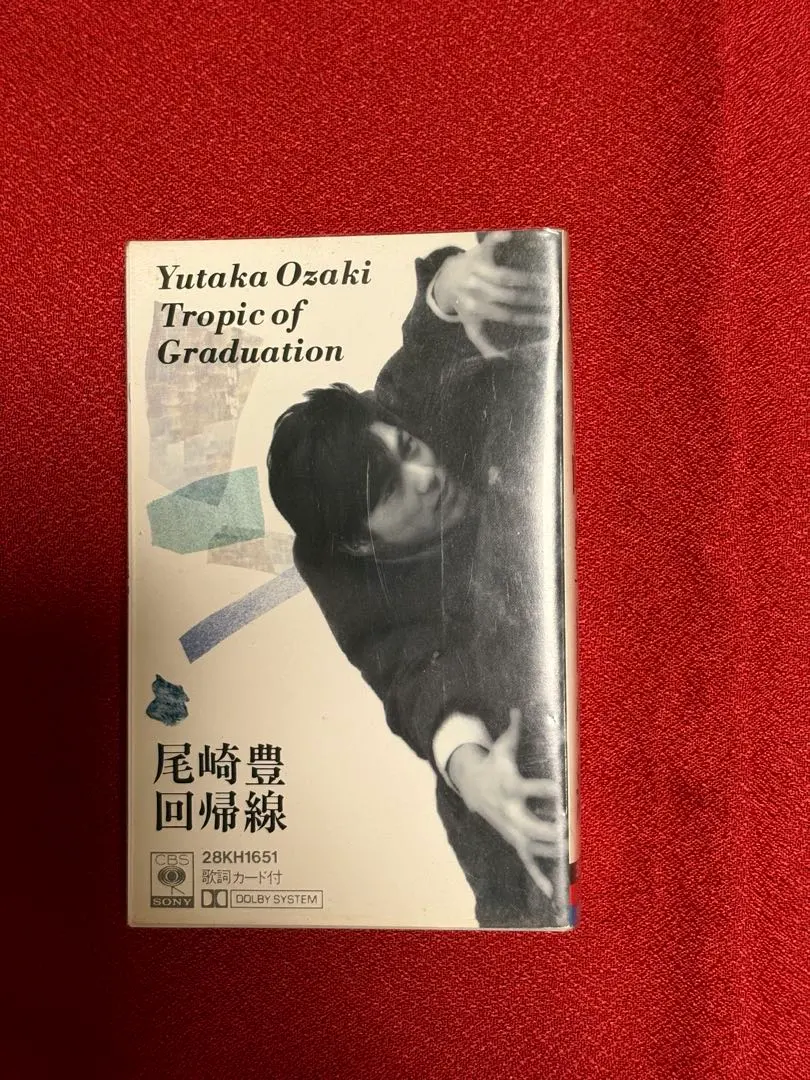 Yutaka Ozaki
Tropic of
Graduation
尾崎豊
回帰線
CBS
SONY
28KH1651
歌詞カード付
DOLBY SYSTEM